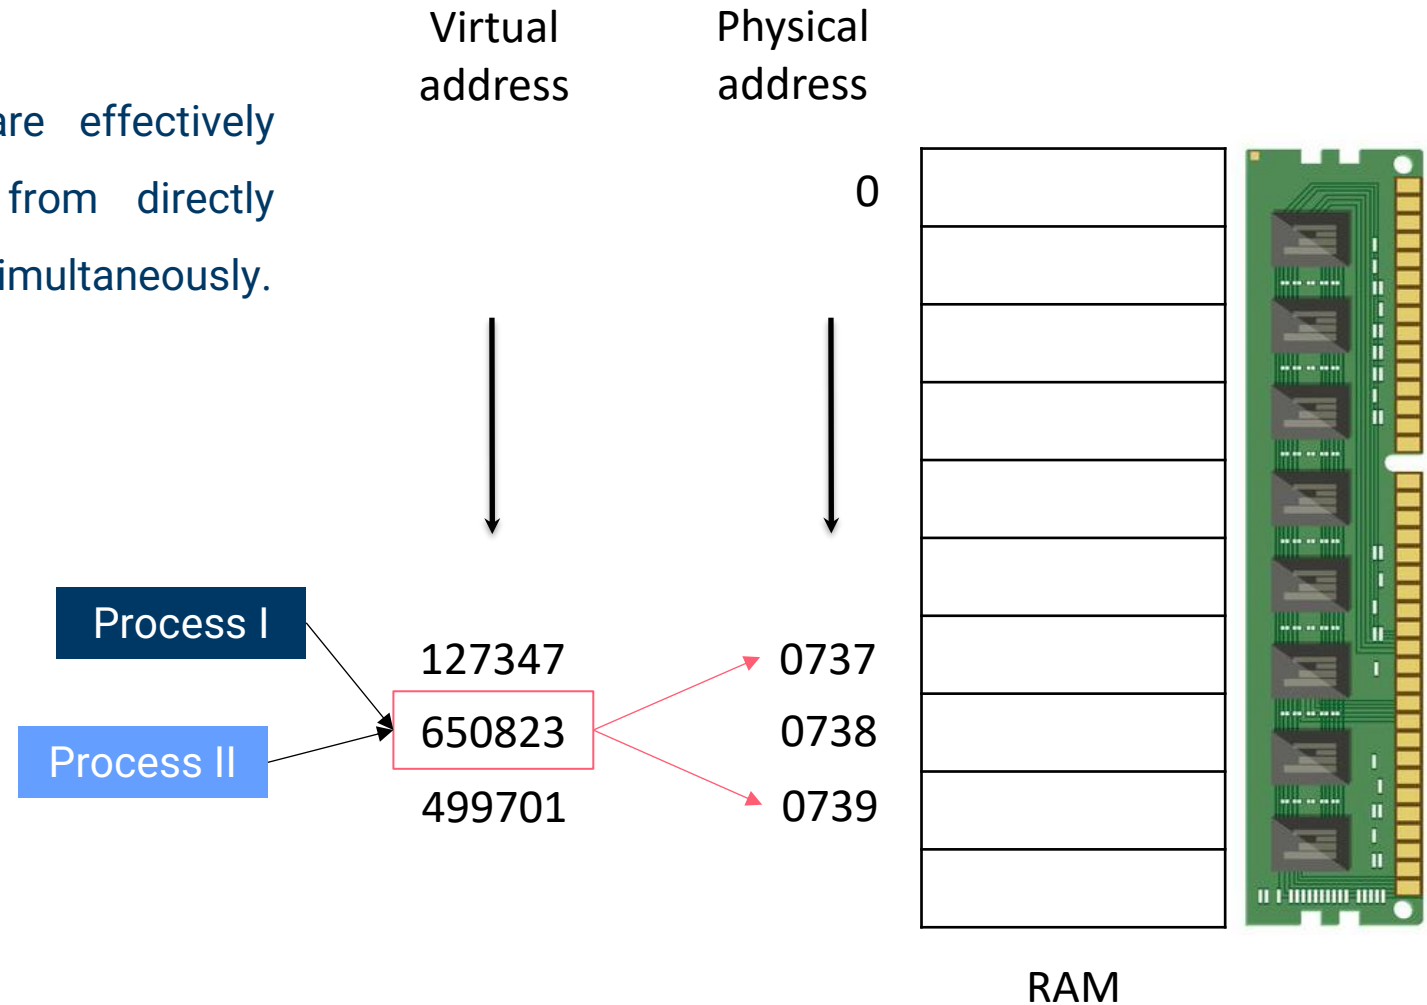 are effectively
from directly
simultaneously.
Virtual
address
Physical
address
0
Process I
Process II
127347
650823
499701
0737
0738
0739
RAM